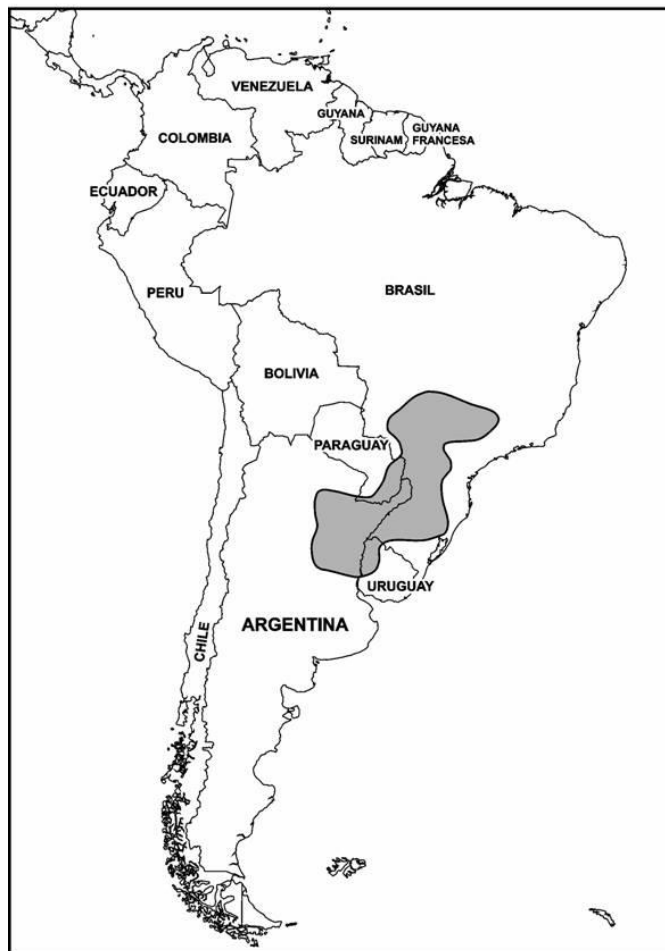 VENEZUELA
GUYANA
GUYANA
FRANCESA
SURINAM
COLOMBIA
ECUADOR
PERU
BRASIL
BOLIVIA
PARAGUAY
URUGUAY
ARGENTINA
CHILE